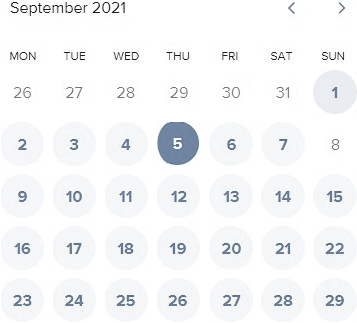 September 2021
MON TUE WED THU FRI SAT SUN
26 27 28 29 30 31 1
2 3 4 5 6 7 8
9 10 11 12 13 14 15
16 17 18 19 20 21 22
23 24 25 26 27 28 29